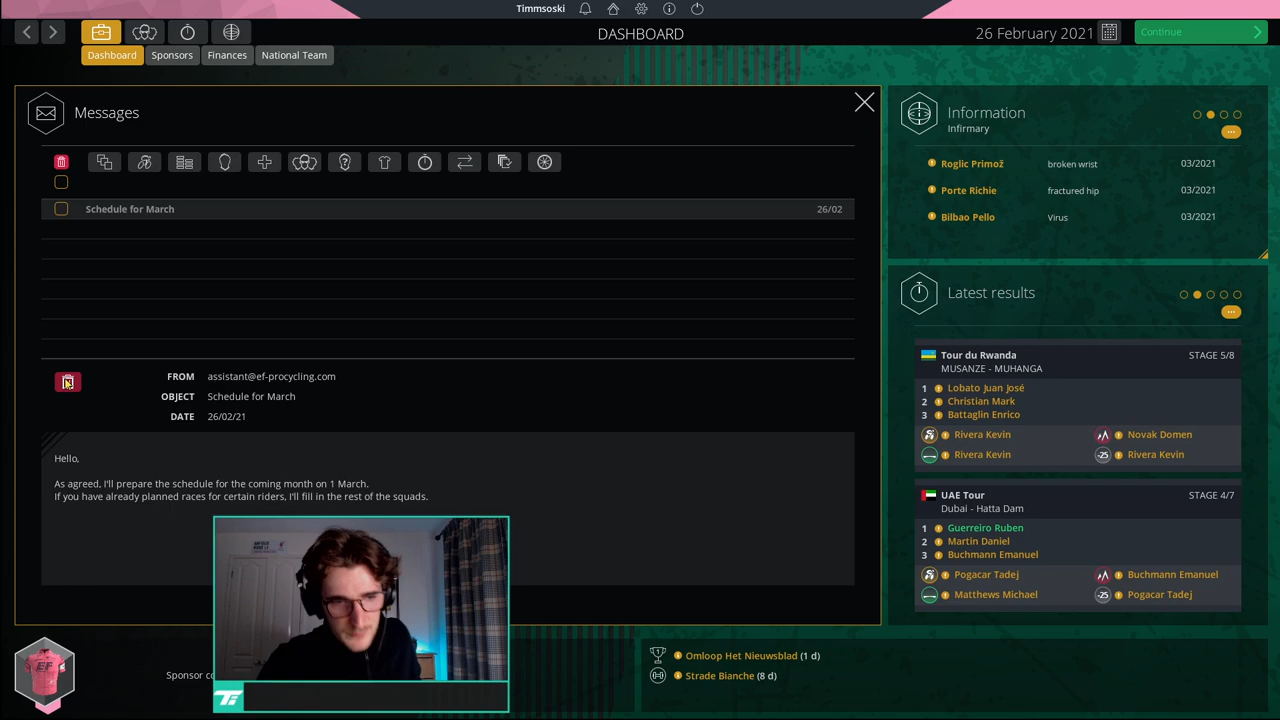 Timmsoski
DASHBOARD
26 February 2021
Continue
Dashboard
Sponsors
Finances
National Team
Messages
Schedule for March 26/02
FROM assistant@ef-procycling.com
OBJECT Schedule for March
DATE 26/02/21
Hello,
As agreed, I'll prepare the schedule for the coming month on 1 March.
If you have already planned races for certain riders, I'll fill in the rest of the squads.
Information
Infirmary
Roglic Primož broken wrist 03/2021
Porte Richie fractured hip 03/2021
Bilbao Pello Virus 03/2021
Latest results
Tour du Rwanda STAGE 5/8
MUSANZE - MUHANGA
1 Lobato Juan José
2 Christian Mark
3 Battaglin Enrico
Rivera Kevin Novak Domen
Rivera Kevin -25 Rivera Kevin
UAE Tour STAGE 4/7
Dubai - Hatta Dam
1 Guerreiro Ruben
2 Martin Daniel
3 Buchmann Emanuel
Pogacar Tadej Buchmann Emanuel
Matthews Michael -25 Pogacar Tadej
EF
Sponsor
Omloop Het Nieuwsblad (1 d)
Strade Bianche (8 d)